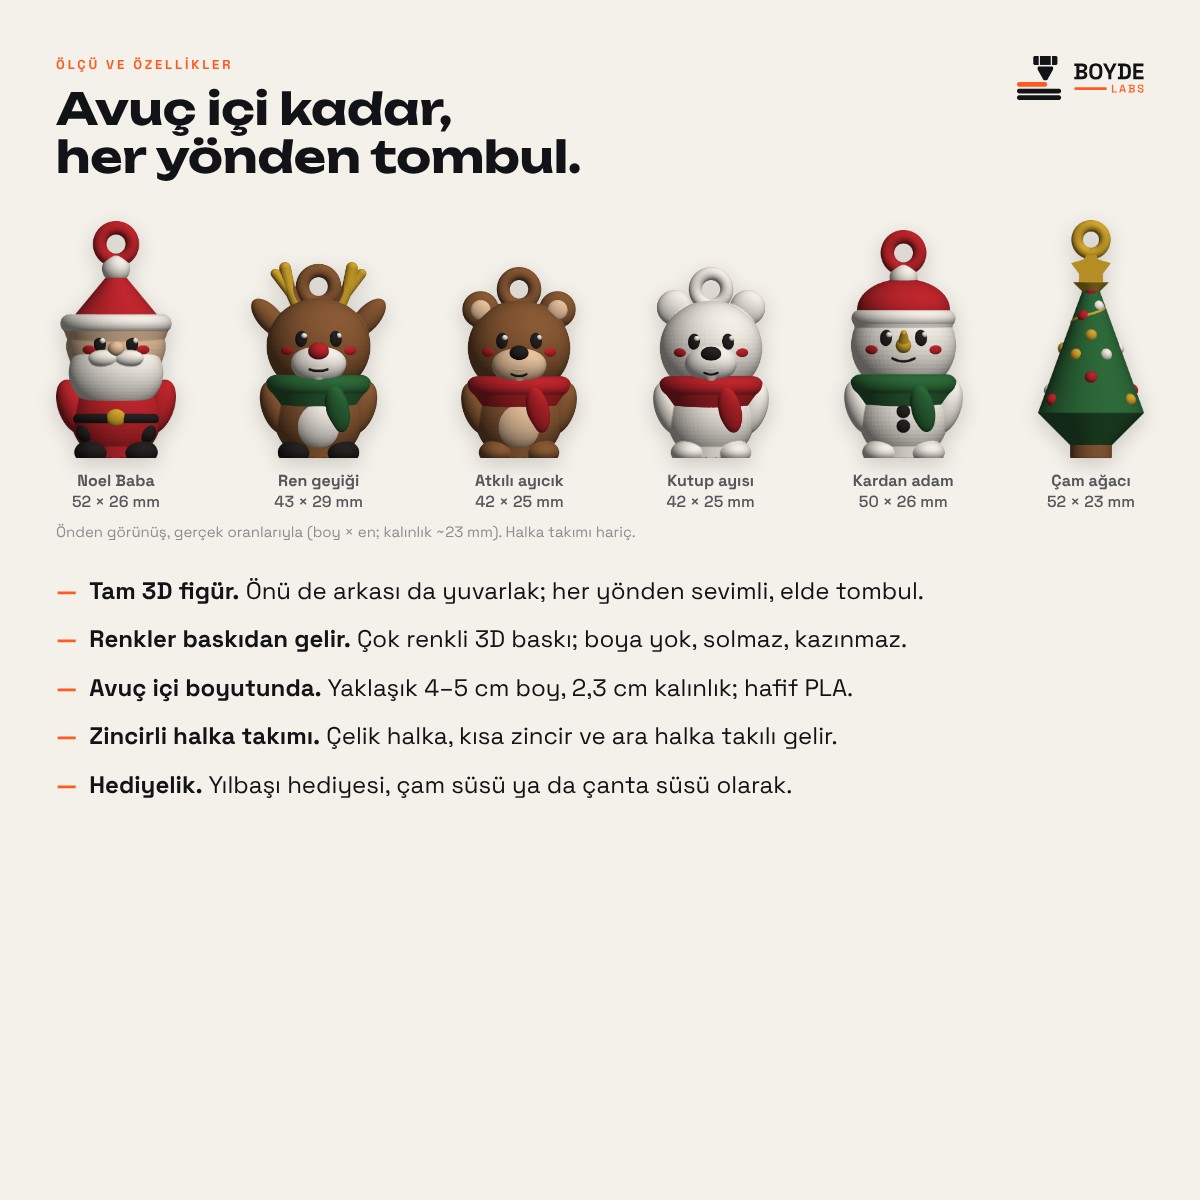 ÖLÇÜ VE ÖZELLİKLER
Avuç içi kadar,
her yönden tombul.
BOYDE
LABS
Noel Baba
52 × 26 mm
Ren geyiği
43 × 29 mm
Atkılı ayıcık
42 × 25 mm
Kutup ayısı
42 × 25 mm
Kardan adam
50 × 26 mm
Çam ağacı
52 × 23 mm
Önden görünüş, gerçek oranlarıyla (boy × en; kalınlık ~23 mm). Halka takımı hariç.
— Tam 3D figür. Önü de arkası da yuvarlak; her yönden sevimli, elde tombul.
— Renkler baskıdan gelir. Çok renkli 3D baskı; boya yok, solmaz, kazınmaz.
— Avuç içi boyutunda. Yaklaşık 4–5 cm boy, 2,3 cm kalınlık; hafif PLA.
— Zincirli halka takımı. Çelik halka, kısa zincir ve ara halka takılı gelir.
— Hediyelik. Yılbaşı hediyesi, çam süsü ya da çanta süsü olarak.